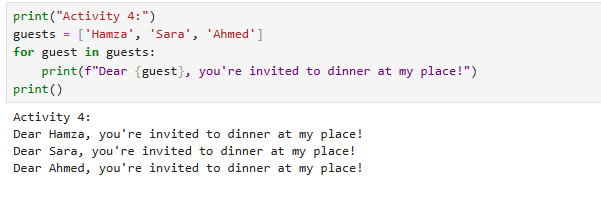 print("Activity 4:")
guests = ['Hamza', 'Sara', 'Ahmed']
for guest in guests:
    print(f"Dear {guest}, you're invited to dinner at my place!")
print()
Activity 4:
Dear Hamza, you're invited to dinner at my place!
Dear Sara, you're invited to dinner at my place!
Dear Ahmed, you're invited to dinner at my place!